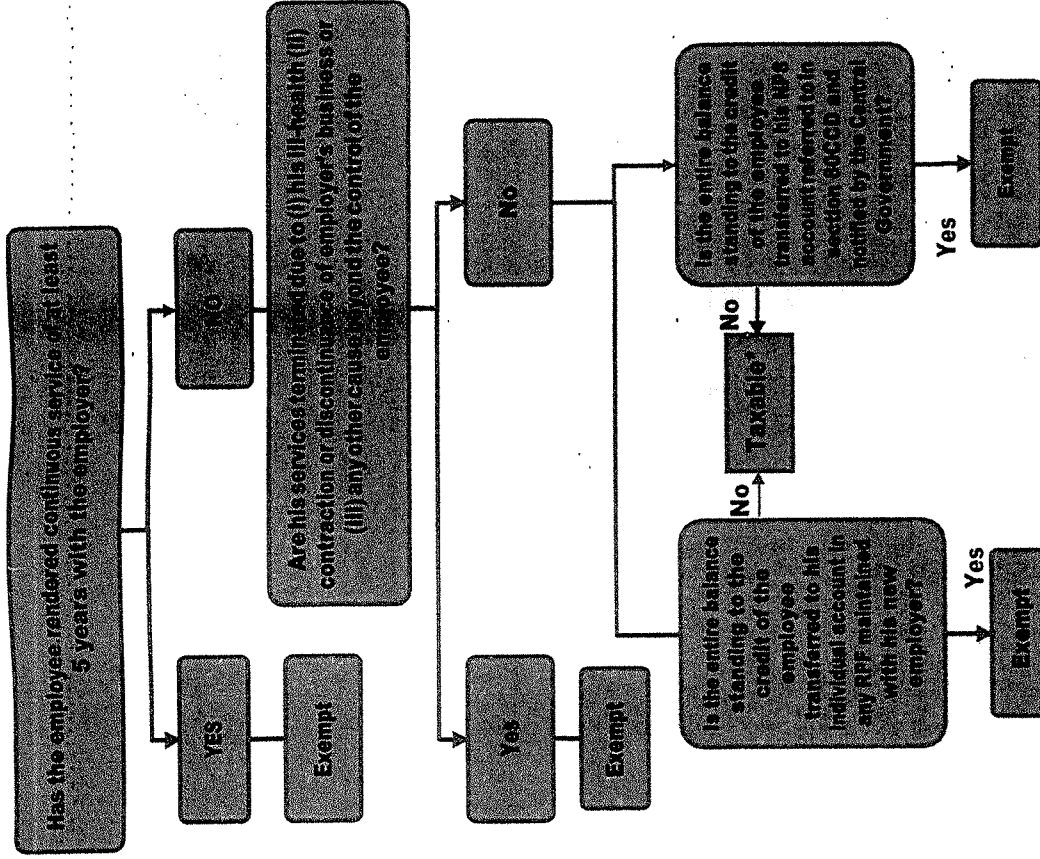 Has the employee rendered continuous service of at least
5 years with the employer?
YES
NO
Exempt
Are his services terminated due to (i) his ill-health (ii)
contraction or discontinuance of employer's business or
(iii) any other cause beyond the control of the
employee?
Yes
No
Exempt
Is the entire balance
standing to the
credit of the
employee
transferred to his
individual account in
any RPF maintained
with his new
employer?
No
Taxable*
No
Is the entire balance
standing to the credit
of the employee
transferred to his NPS
account referred to in
section 80CCD and
notified by the Central
Government?
Yes
Exempt
Yes
Exempt